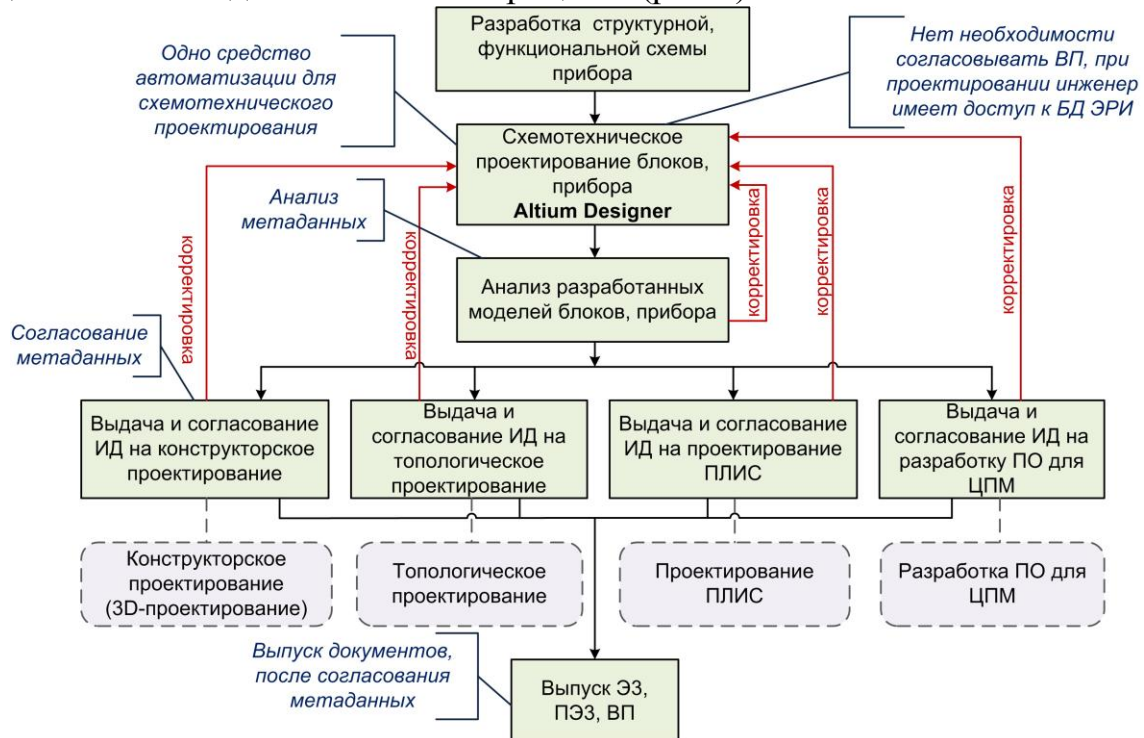 Разработка структурной,
функциональной схемы
прибора
Одно средство
автоматизации для
схемотехнического
проектирования
Нет необходимости
согласовывать ВП, при
проектировании инженер
имеет доступ к БД ЭРИ
Схемотехническое
проектирование блоков,
прибора
Altium Designer
Анализ
метаданных
Анализ разработанных
моделей блоков, прибора
корректировка
корректировка
корректировка
корректировка
корректировка
Согласование
метаданных
Выдача и согласование
ИД на конструкторское
проектирование
Выдача и
согласование ИД на
топологическое
проектирование
Выдача и согласование
ИД на проектирование
ПЛИС
Выдача и
согласование ИД на
разработку ПО для
ЦПМ
Конструкторское
проектирование
(3D-проектирование)
Топологическое
проектирование
Проектирование
ПЛИС
Разработка ПО для
ЦПМ
Выпуск документов,
после согласования
метаданных
Выпуск Э3,
ПЭ3, ВП